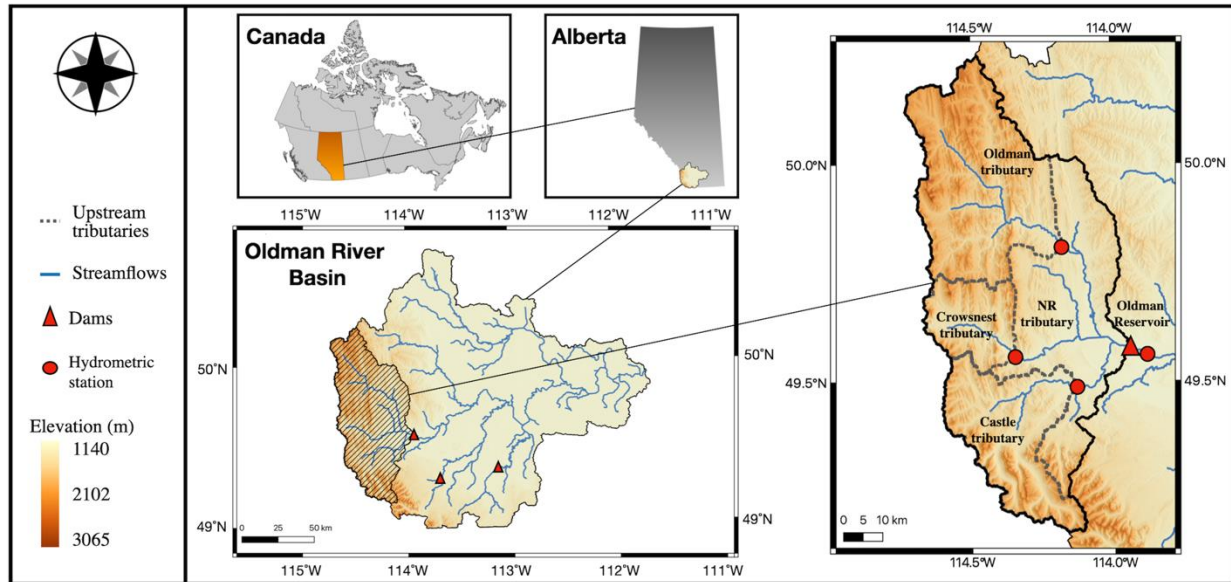 Upstream
tributaries
Streamflows
Dams
Hydrometric
station
Elevation (m)
1140
2102
3065
Canada
Alberta
115°W 114°W 113°W 112°W 111°W
Oldman River
Basin
50°N
50°N
49°N
49°N
0 25 50 km
115°W 114°W 113°W 112°W 111°W
114.5°W 114.0°W
50.0°N
50.0°N
49.5°N
49.5°N
Oldman
tributary
Crowsnest
tributary
NR
tributary
Oldman
Reservoir
Castle
tributary
0 5 10 km
114.5°W 114.0°W